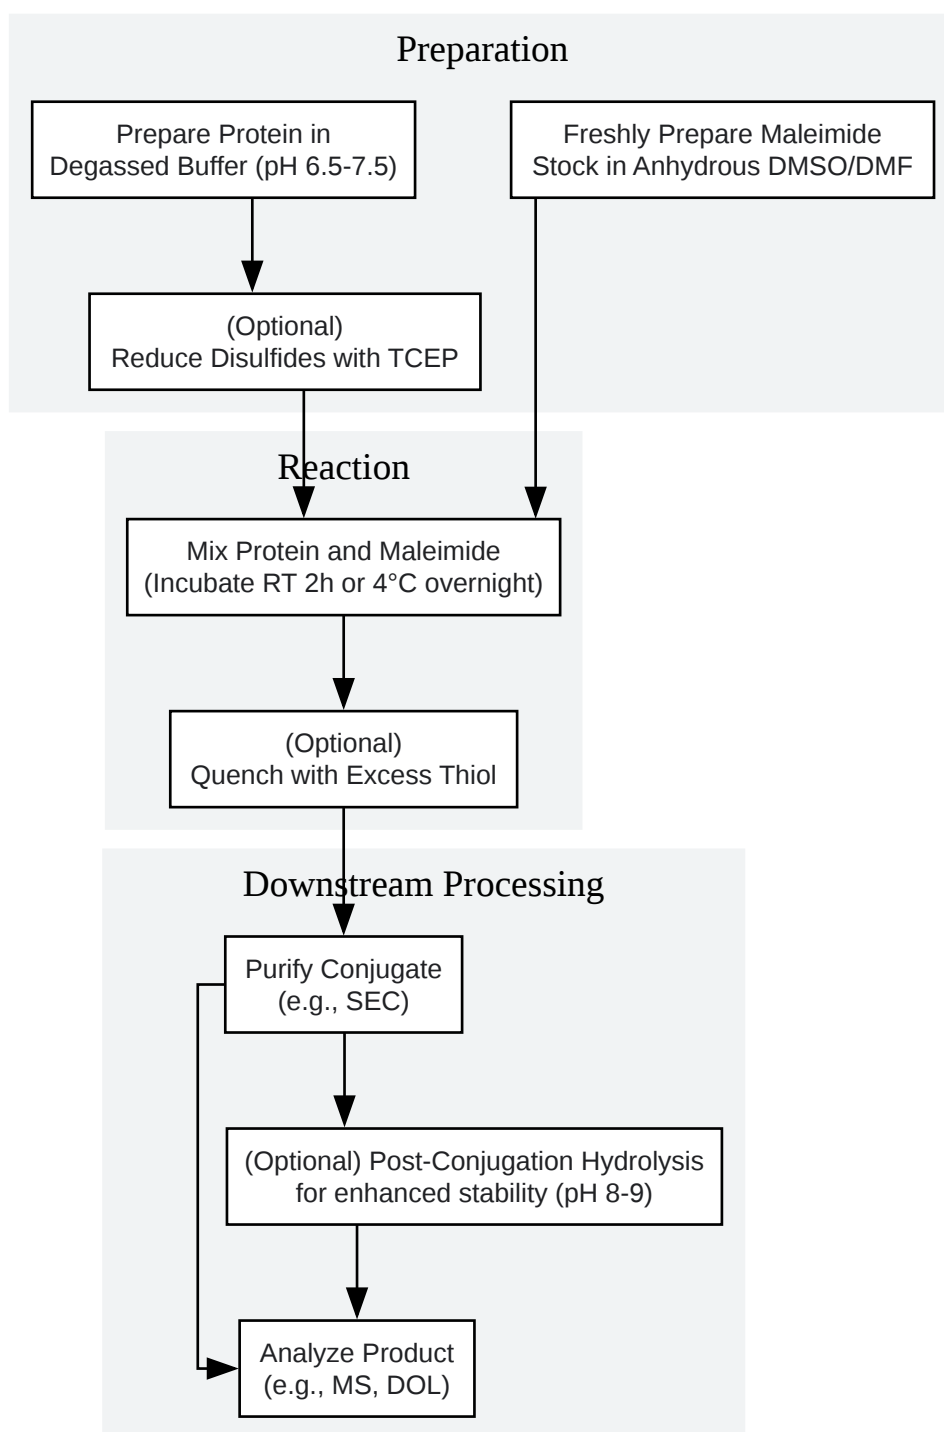 Preparation
Prepare Protein in
Degassed Buffer (pH 6.5-7.5)
Freshly Prepare Maleimide
Stock in Anhydrous DMSO/DMF
(Optional)
Reduce Disulfides with TCEP
Reaction
Mix Protein and Maleimide
(Incubate RT 2h or 4°C overnight)
(Optional)
Quench with Excess Thiol
Downstream Processing
Purify Conjugate
(e.g., SEC)
(Optional) Post-Conjugation Hydrolysis
for enhanced stability (pH 8-9)
Analyze Product
(e.g., MS, DOL)